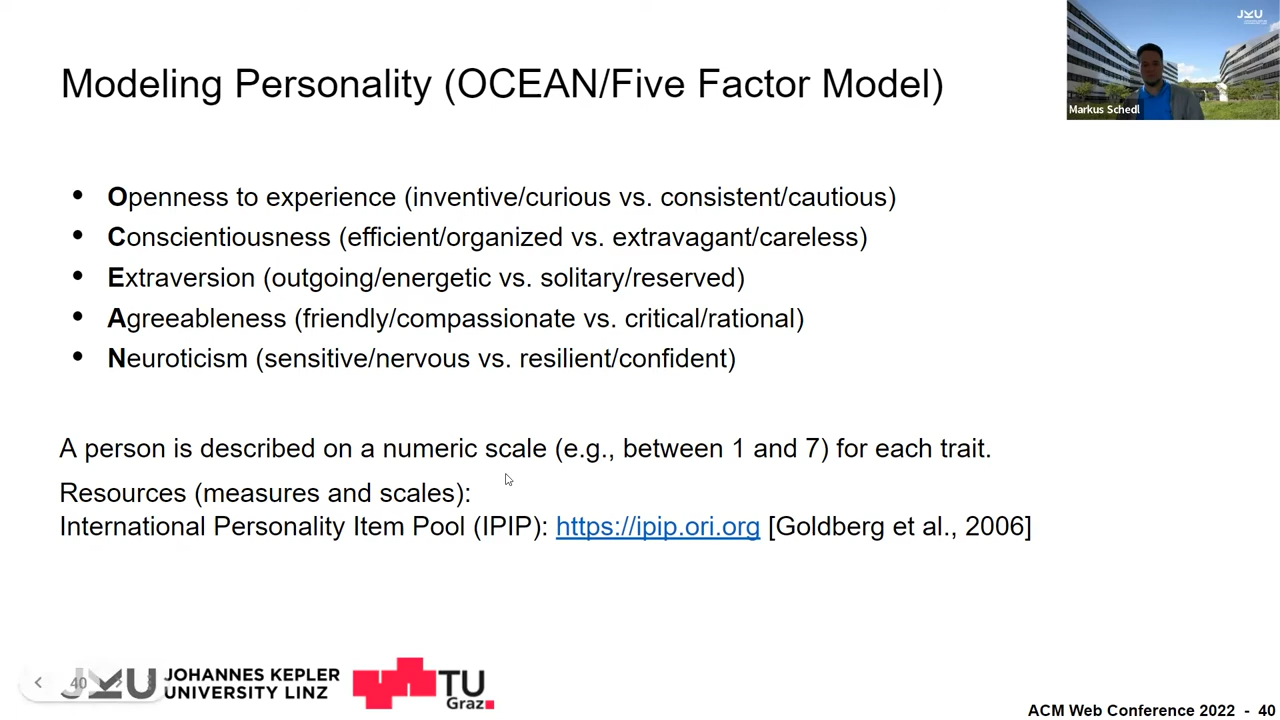 JKU
Markus Schedl
Modeling Personality (OCEAN/Five Factor Model)
• Openness to experience (inventive/curious vs. consistent/cautious)
• Conscientiousness (efficient/organized vs. extravagant/careless)
• Extraversion (outgoing/energetic vs. solitary/reserved)
• Agreeableness (friendly/compassionate vs. critical/rational)
• Neuroticism (sensitive/nervous vs. resilient/confident)
A person is described on a numeric scale (e.g., between 1 and 7) for each trait.
Resources (measures and scales):
International Personality Item Pool (IPIP): https://ipip.ori.org [Goldberg et al., 2006]
40
JKU JOHANNES KEPLER
UNIVERSITY LINZ
TU
Graz
ACM Web Conference 2022 - 40